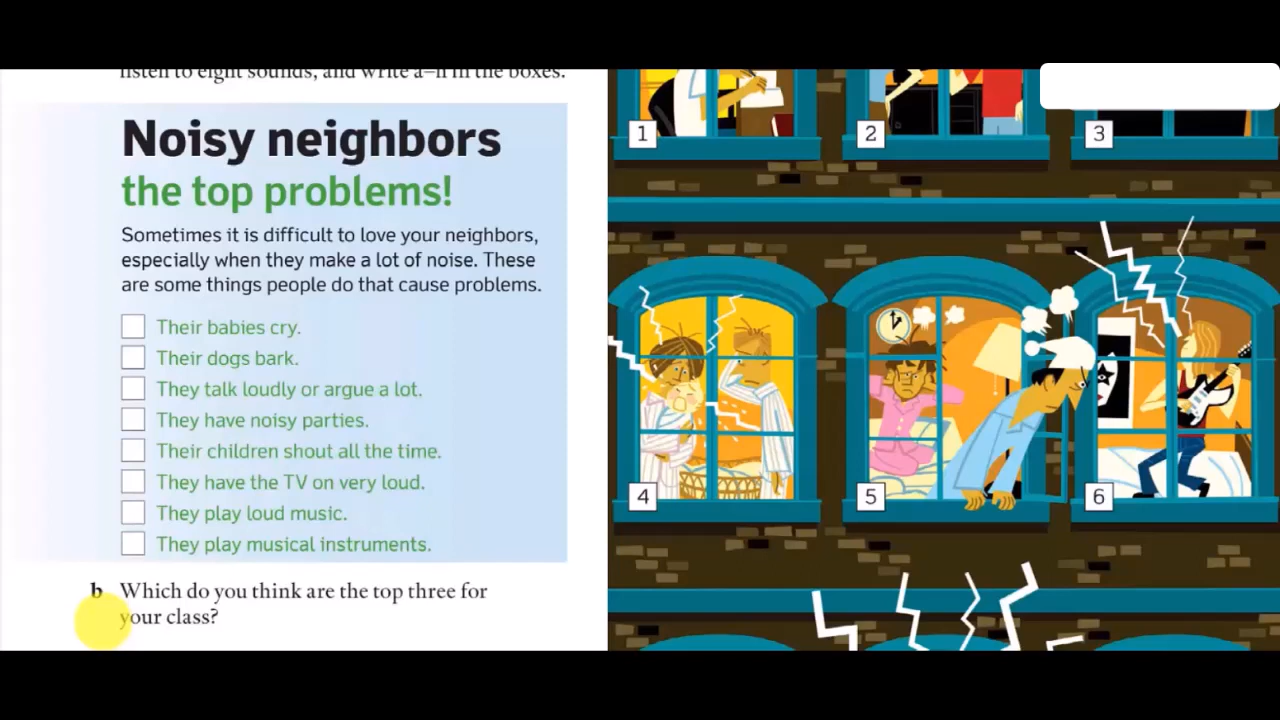 listen to eight sounds, and write a–h in the boxes.
Noisy neighbors
the top problems!
Sometimes it is difficult to love your neighbors,
especially when they make a lot of noise. These
are some things people do that cause problems.
Their babies cry.
Their dogs bark.
They talk loudly or argue a lot.
They have noisy parties.
Their children shout all the time.
They have the TV on very loud.
They play loud music.
They play musical instruments.
b Which do you think are the top three for
your class?
1
2
3
4
5
6